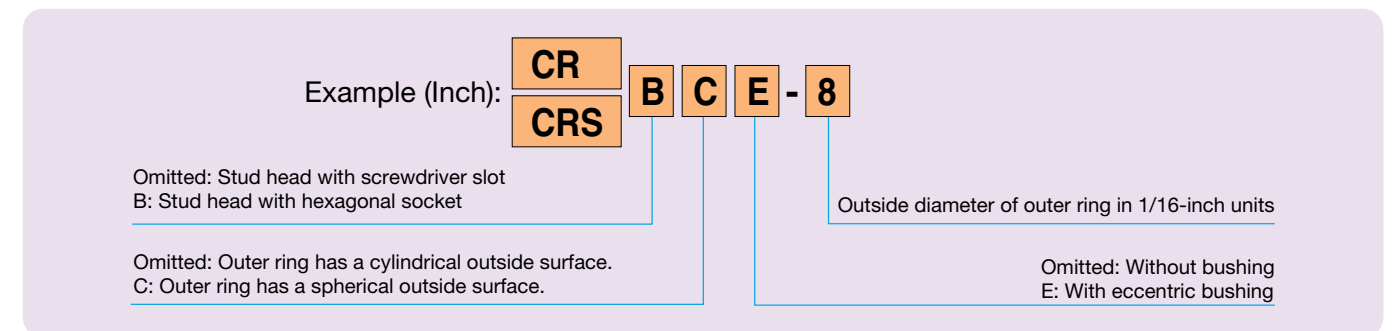 Example (Inch):
CR
CRS
B C E - 8
Omitted: Stud head with screwdriver slot
B: Stud head with hexagonal socket
Outside diameter of outer ring in 1/16-inch units
Omitted: Outer ring has a cylindrical outside surface.
C: Outer ring has a spherical outside surface.
Omitted: Without bushing
E: With eccentric bushing